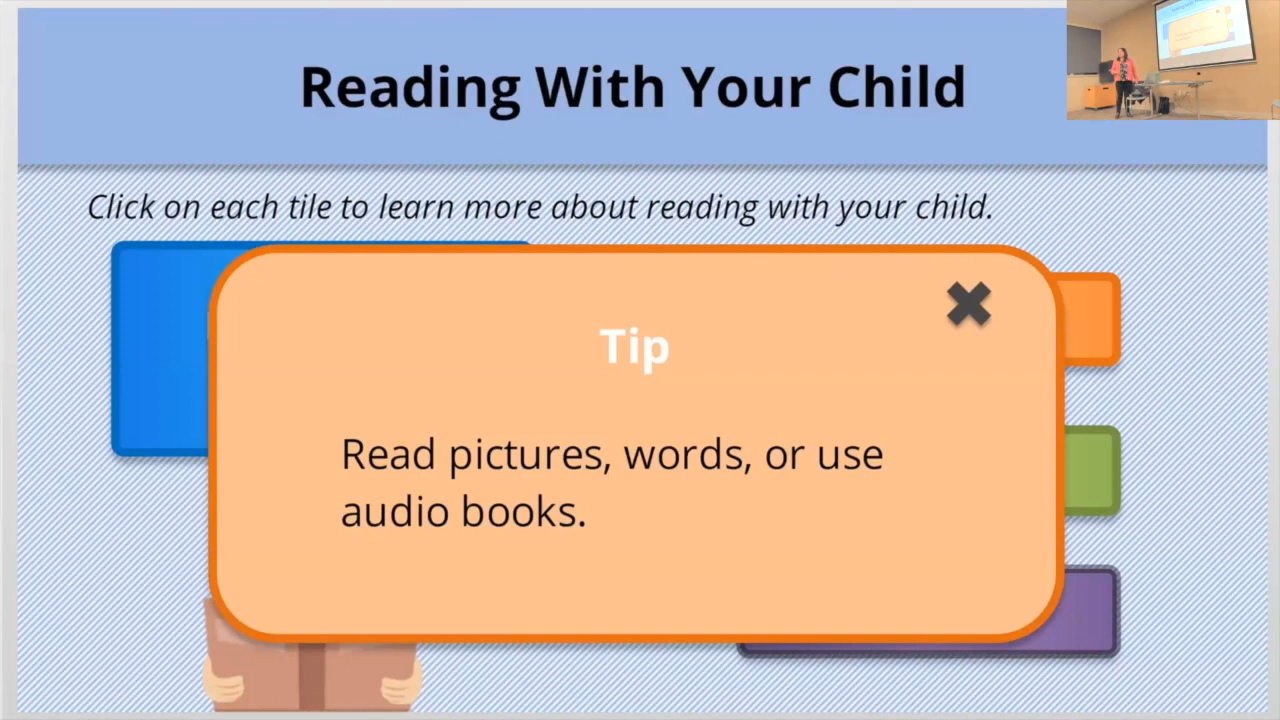 Reading With Your Child
Click on each tile to learn more about reading with your child.
Tip
Read pictures, words, or use
audio books.